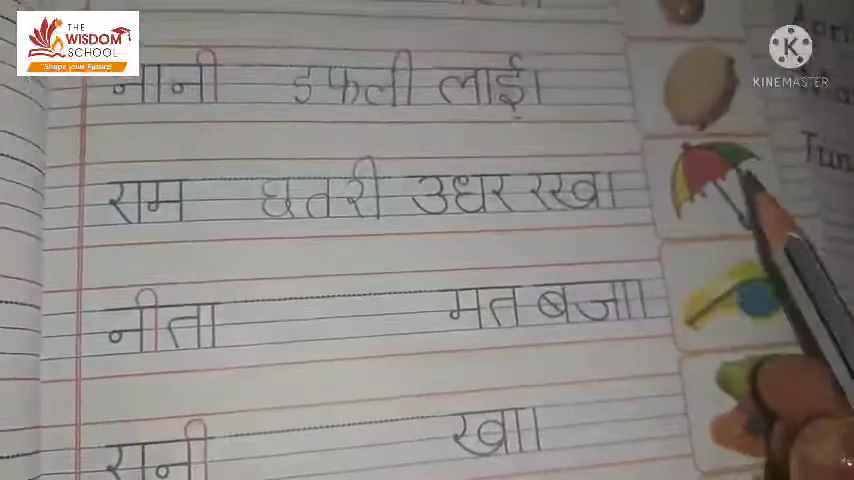 THE
WISDOM
SCHOOL
"Shape your Future"
KINEMASTER
नानी डफली लाई।
राम छतरी उधर रखा
नीता मत बजा।
रानी खा।